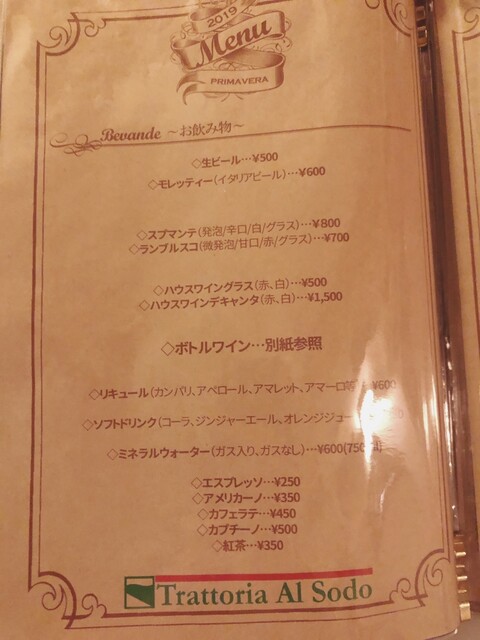 2019
Menu
PRIMAVERA
Bevande ～お飲み物～
◇生ビール…¥500
◇モレッティー(イタリアビール)…¥600
◇スプマンテ(発泡/辛口/白/グラス)…¥800
◇ランブルスコ(微発泡/甘口/赤/グラス)…¥700
◇ハウスワイングラス(赤、白)…¥500
◇ハウスワインデキャンタ(赤、白)…¥1,500
◇ボトルワイン…別紙参照
◇リキュール(カンパリ、アペロール、アマレット、アマーロ等 ¥600
◇ソフトドリンク(コーラ、ジンジャーエール、オレンジジュー
◇ミネラルウォーター(ガス入り、ガスなし)…¥600(750
◇エスプレッソ…¥250
◇アメリカーノ…¥350
◇カフェラテ…¥450
◇カプチーノ…¥500
◇紅茶…¥350
Trattoria Al Sodo